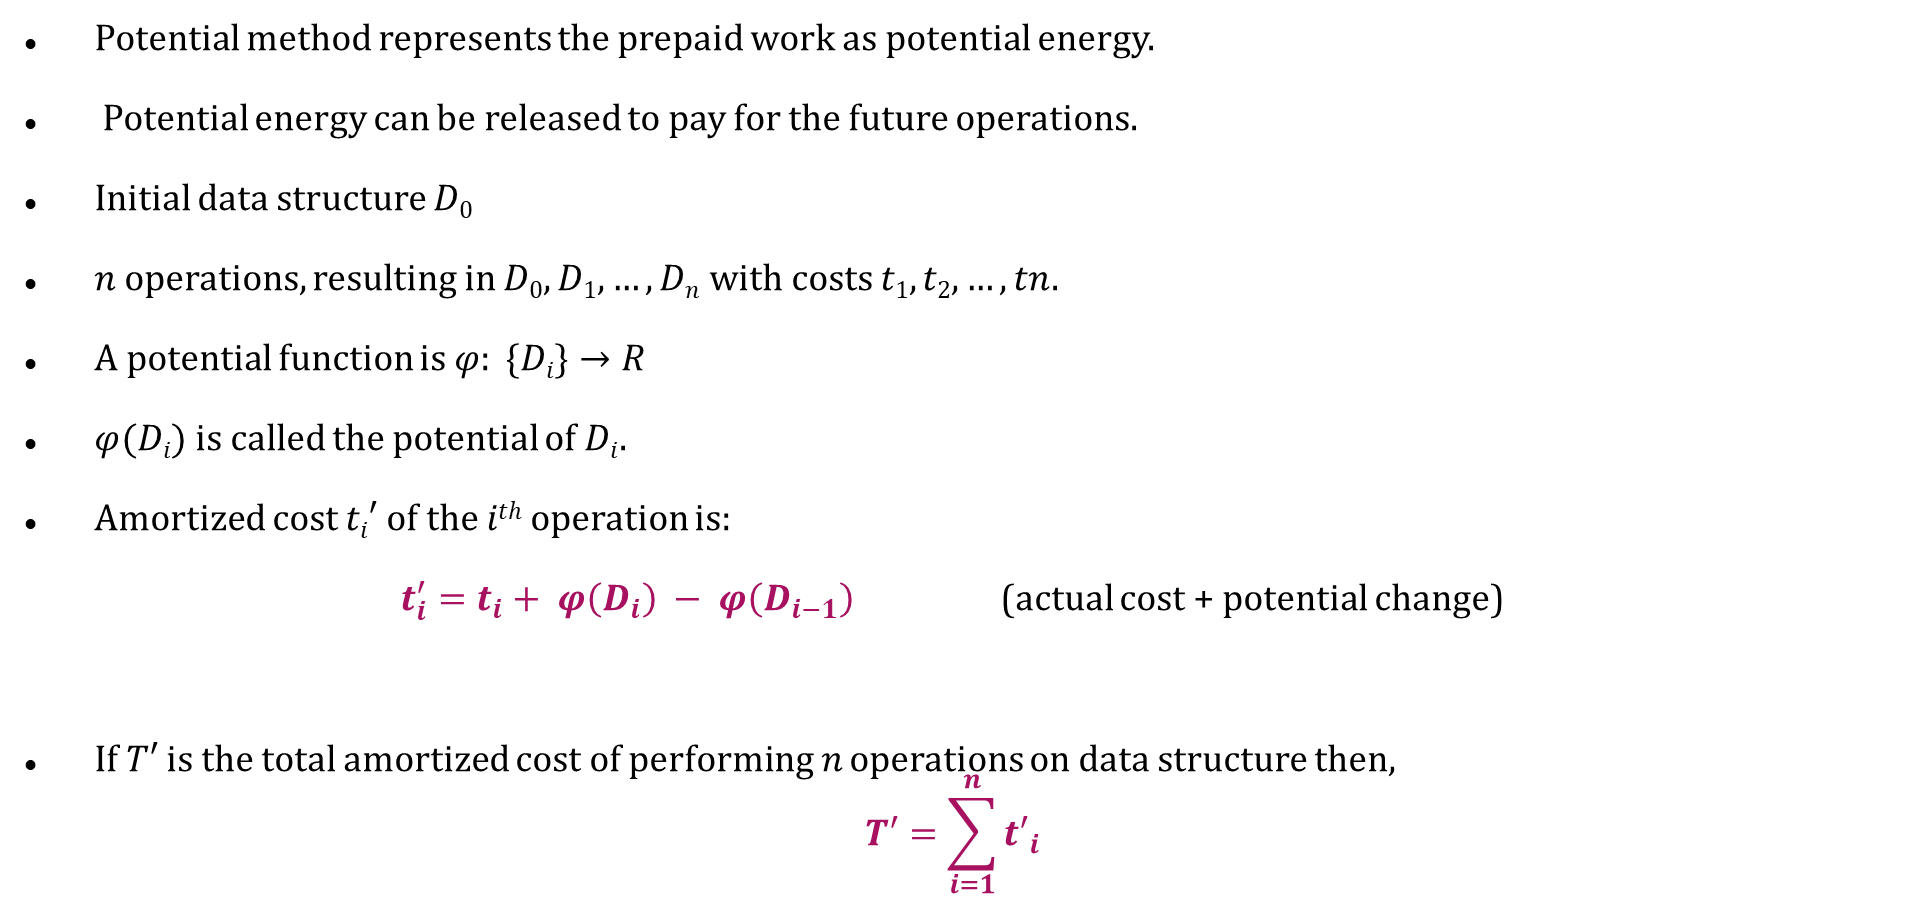 • Potential method represents the prepaid work as potential energy.
• Potential energy can be released to pay for the future operations.
• Initial data structure D₀
• n operations, resulting in D₀, D₁, … , Dₙ with costs t₁, t₂, … , tn.
• A potential function is φ: {Dᵢ} → R
• φ(Dᵢ) is called the potential of Dᵢ.
• Amortized cost tᵢ′ of the iᵗʰ operation is:
t′ᵢ = tᵢ + φ(Dᵢ) − φ(Dᵢ₋₁) (actual cost + potential change)
• If T′ is the total amortized cost of performing n operations on data structure then,
n
T′ = ∑ t′ᵢ
i=1